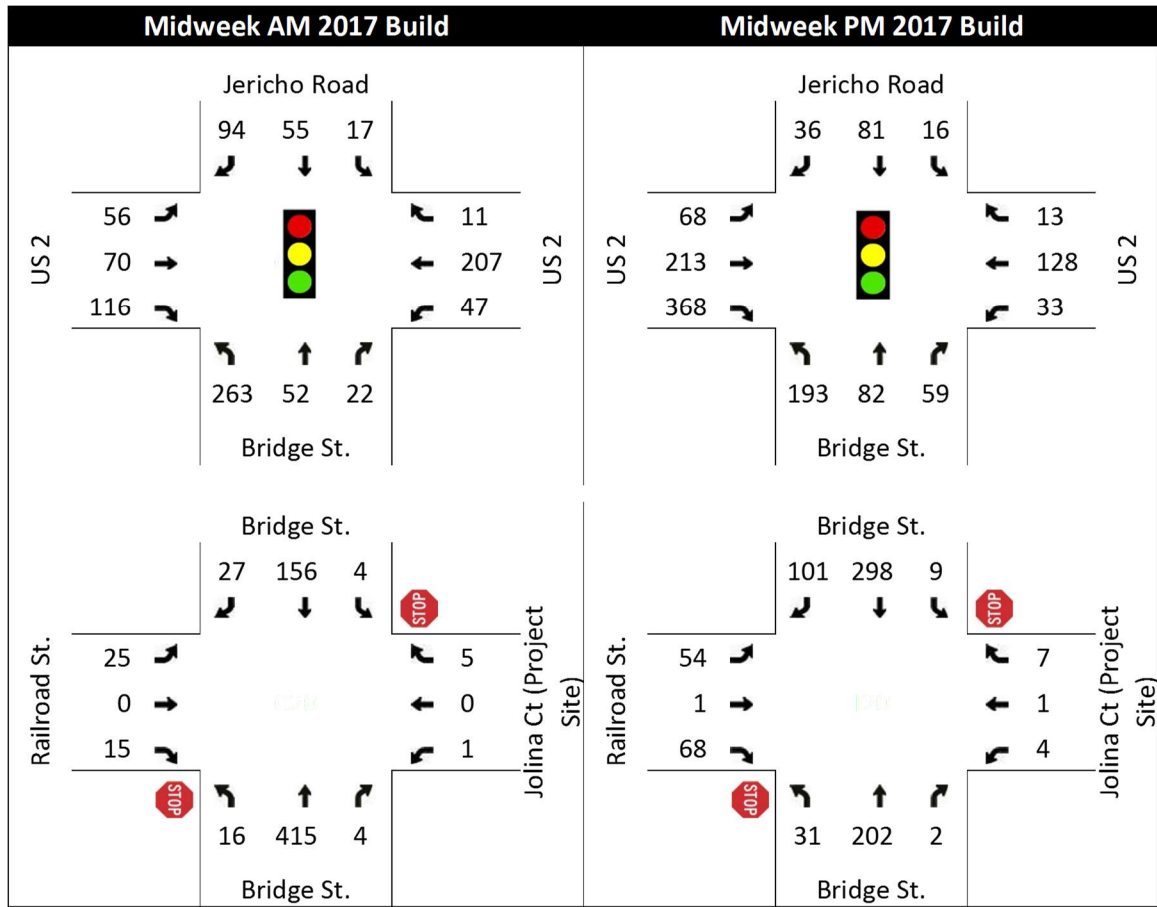 Midweek AM 2017 Build
Midweek PM 2017 Build
Jericho Road
94 55 17
US 2
56
70
116
11
207
47
US 2
263 52 22
Bridge St.
Jericho Road
36 81 16
US 2
68
213
368
13
128
33
US 2
193 82 59
Bridge St.
Bridge St.
27 156 4
STOP
Railroad St.
25
0
15
5
0
1
Jolina Ct (Project
Site)
STOP
16 415 4
Bridge St.
Bridge St.
101 298 9
STOP
Railroad St.
54
1
68
7
1
4
Jolina Ct (Project
Site)
STOP
31 202 2
Bridge St.